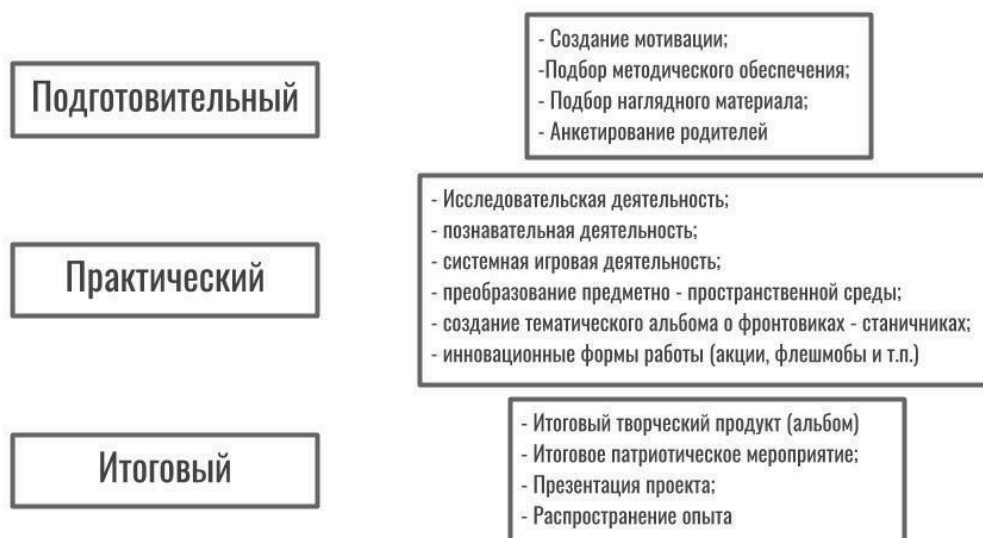 Подготовительный
- Создание мотивации;
-Подбор методического обеспечения;
- Подбор наглядного материала;
- Анкетирование родителей
Практический
- Исследовательская деятельность;
- познавательная деятельность;
- системная игровая деятельность;
- преобразование предметно - пространственной среды;
- создание тематического альбома о фронтовиках - станичниках;
- инновационные формы работы (акции, флешмобы и т.п.)
Итоговый
- Итоговый творческий продукт (альбом)
- Итоговое патриотическое мероприятие;
- Презентация проекта;
- Распространение опыта